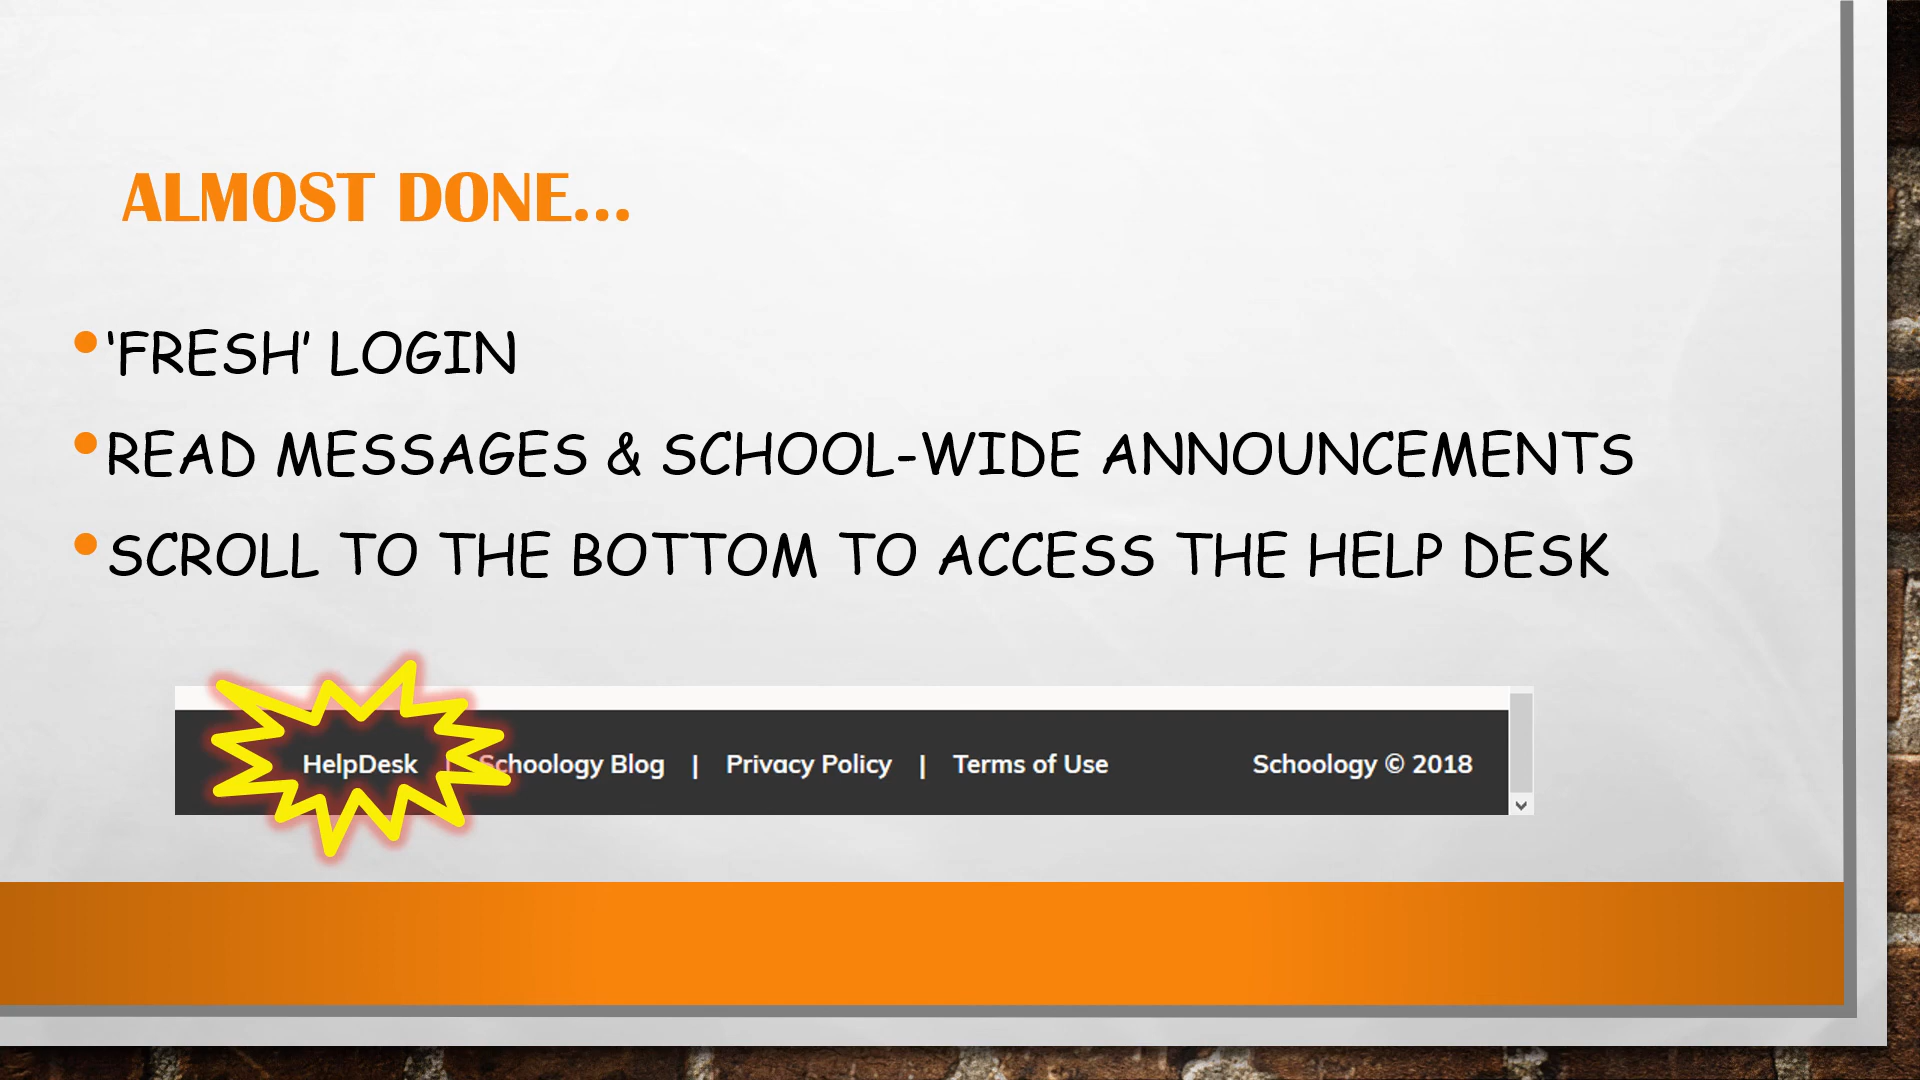 ALMOST DONE...
• ‘FRESH’ LOGIN
• READ MESSAGES & SCHOOL-WIDE ANNOUNCEMENTS
• SCROLL TO THE BOTTOM TO ACCESS THE HELP DESK
HelpDesk | Schoology Blog | Privacy Policy | Terms of Use Schoology © 2018